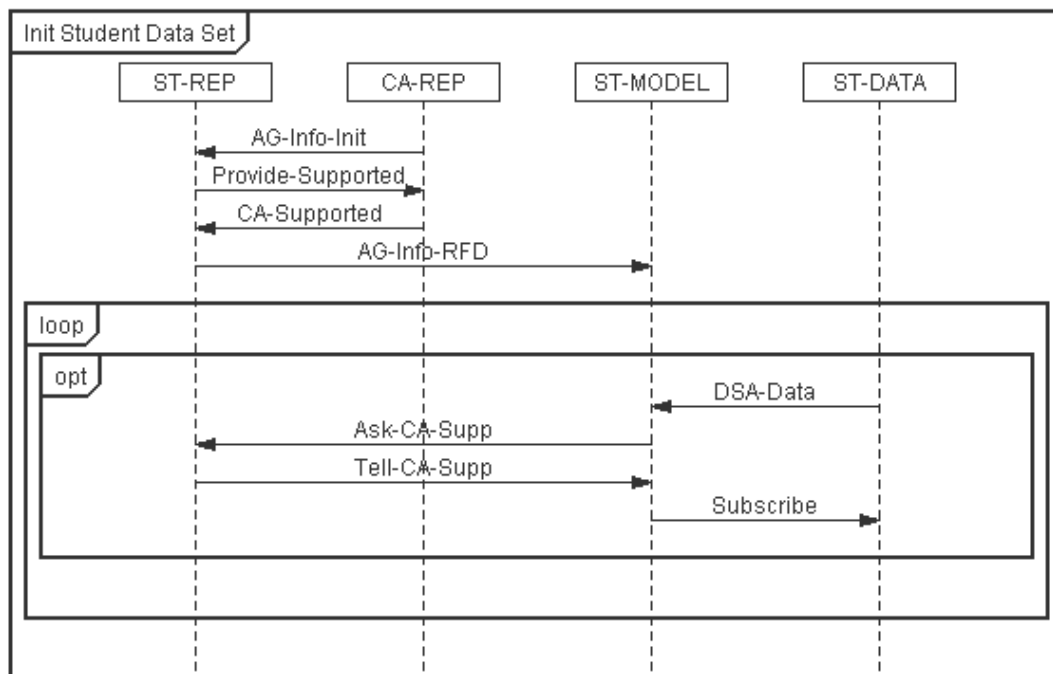 Init Student Data Set
ST-REP CA-REP ST-MODEL ST-DATA
AG-Info-Init
Provide-Supported
CA-Supported
AG-Info-RFD
loop
opt
DSA-Data
Ask-CA-Supp
Tell-CA-Supp
Subscribe